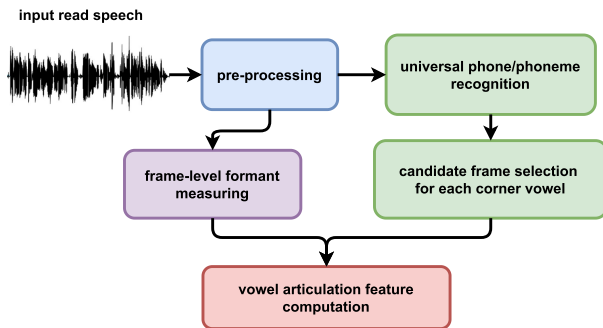 input read speech
pre-processing
universal phone/phoneme
recognition
frame-level formant
measuring
candidate frame selection
for each corner vowel
vowel articulation feature
computation